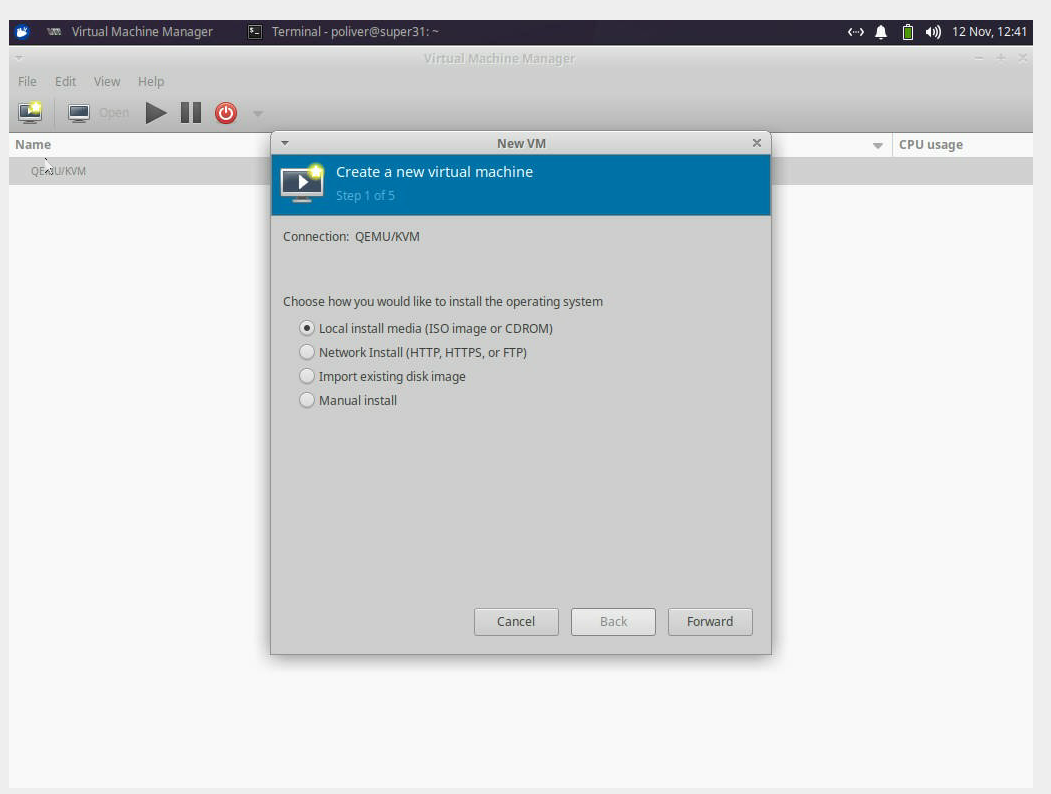 Virtual Machine Manager
Terminal - poliver@super31: ~
12 Nov, 12:41
Virtual Machine Manager
File Edit View Help
Open
Name
CPU usage
QEMU/KVM
New VM
Create a new virtual machine
Step 1 of 5
Connection: QEMU/KVM
Choose how you would like to install the operating system
Local install media (ISO image or CDROM)
Network Install (HTTP, HTTPS, or FTP)
Import existing disk image
Manual install
Cancel
Back
Forward